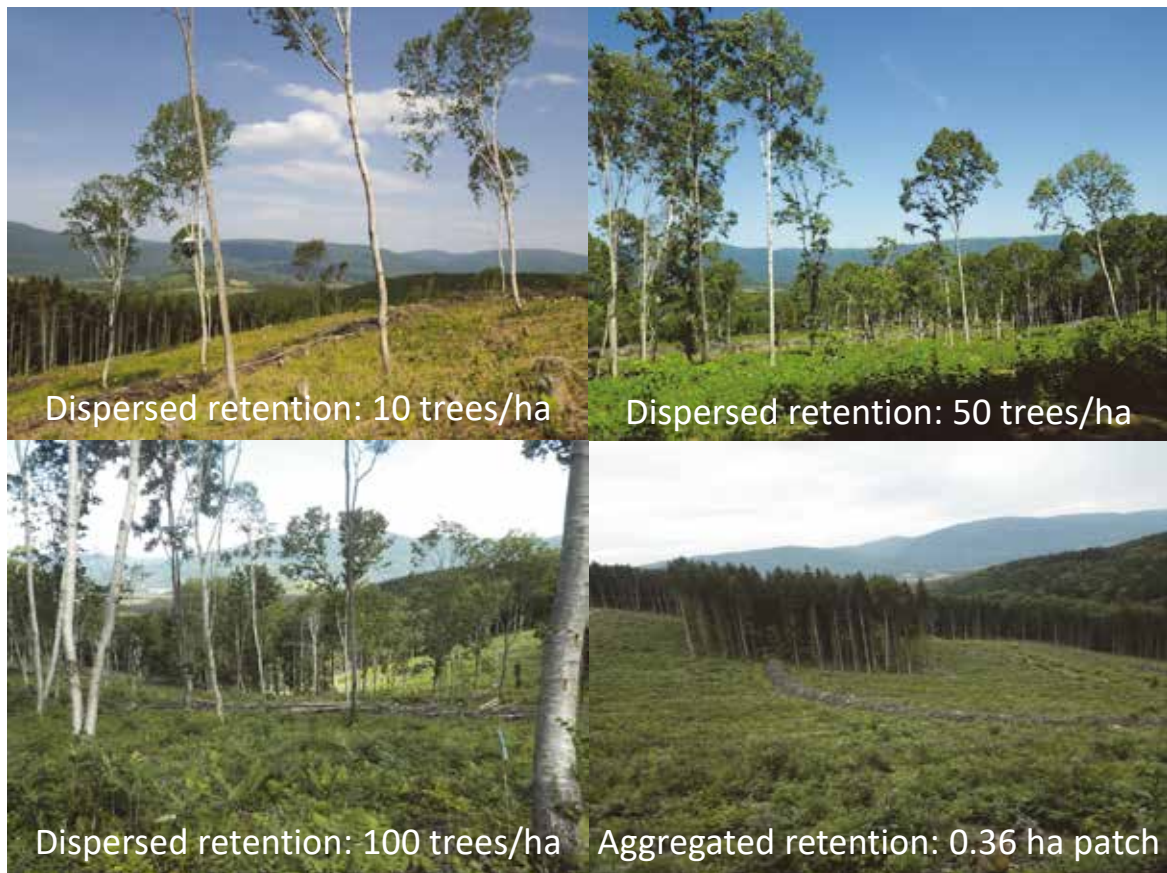 Dispersed retention: 10 trees/ha
Dispersed retention: 50 trees/ha
Dispersed retention: 100 trees/ha
Aggregated retention: 0.36 ha patch